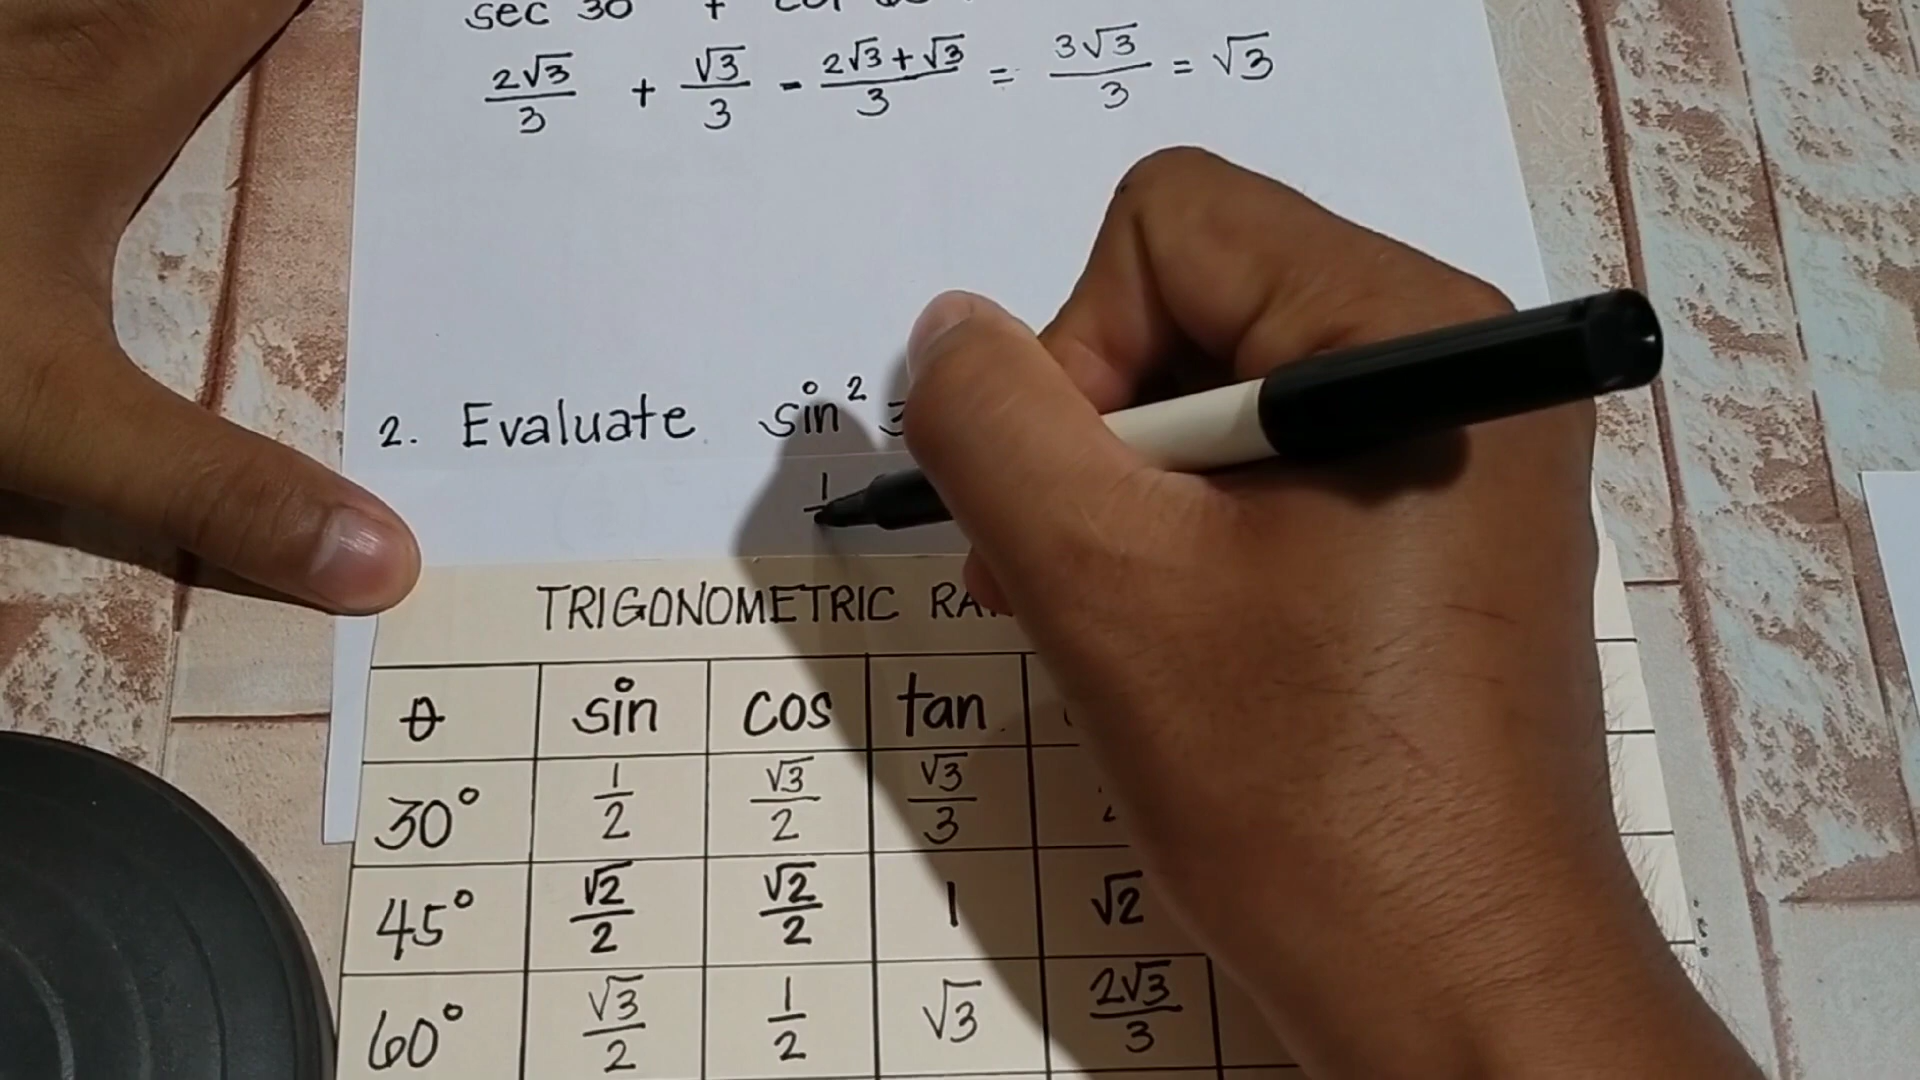 sec 30 +
2√3/3 + √3/3 - 2√3+√3/3 = 3√3/3 = √3
2. Evaluate sin²
1
TRIGONOMETRIC
θ sin cos tan
30° 1/2 √3/2 √3/3
45° √2/2 √2/2 1 √2
60° √3/2 1/2 √3 2√3/3